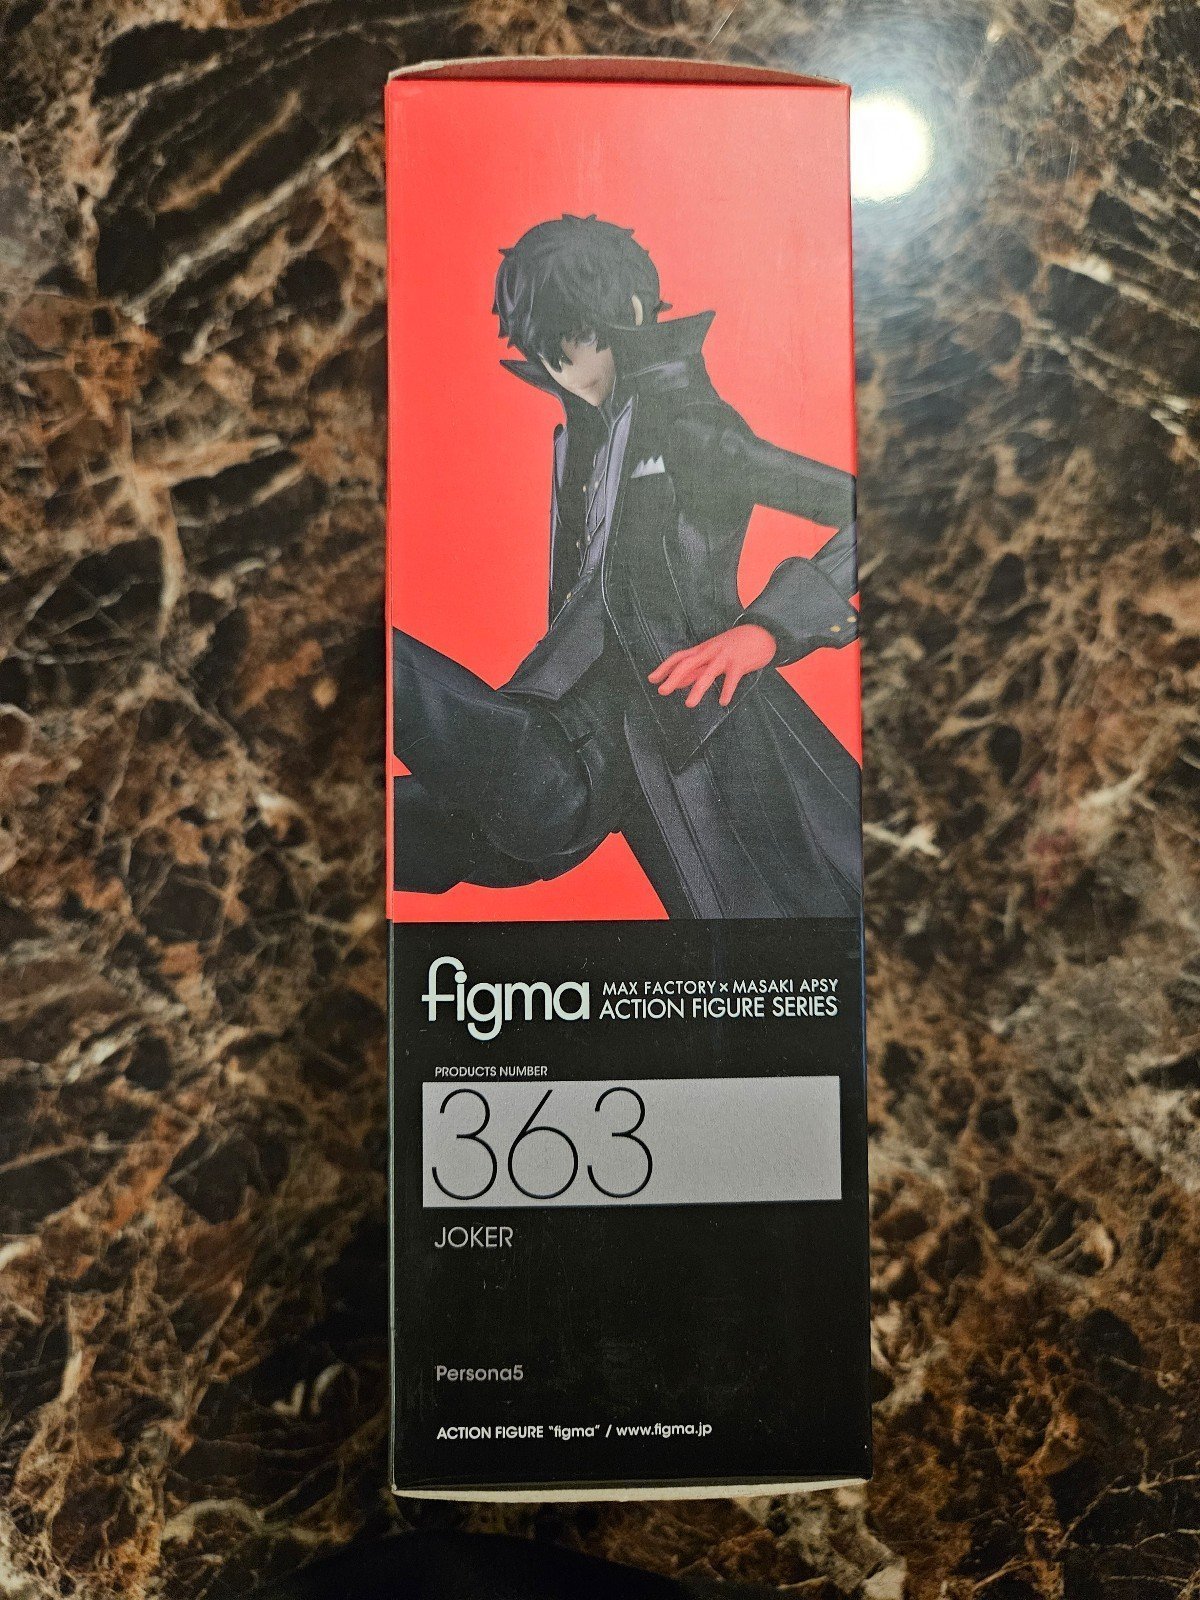 figma MAX FACTORY×MASAKI APSY
ACTION FIGURE SERIES
PRODUCTS NUMBER
363
JOKER
Persona5
ACTION FIGURE "figma" / www.figma.jp